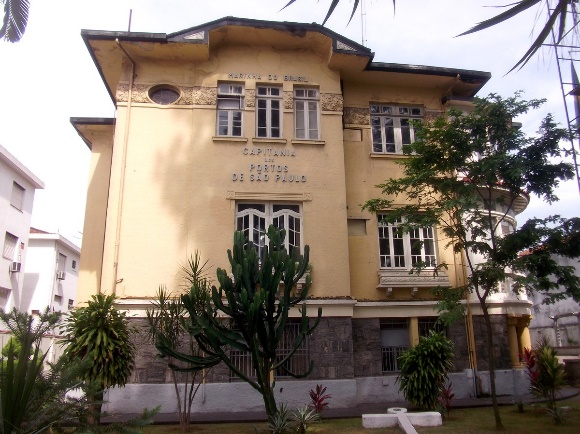 MARINHA DO BRASIL
CAPITANIA
DOS
PORTOS
DE SÃO PAULO